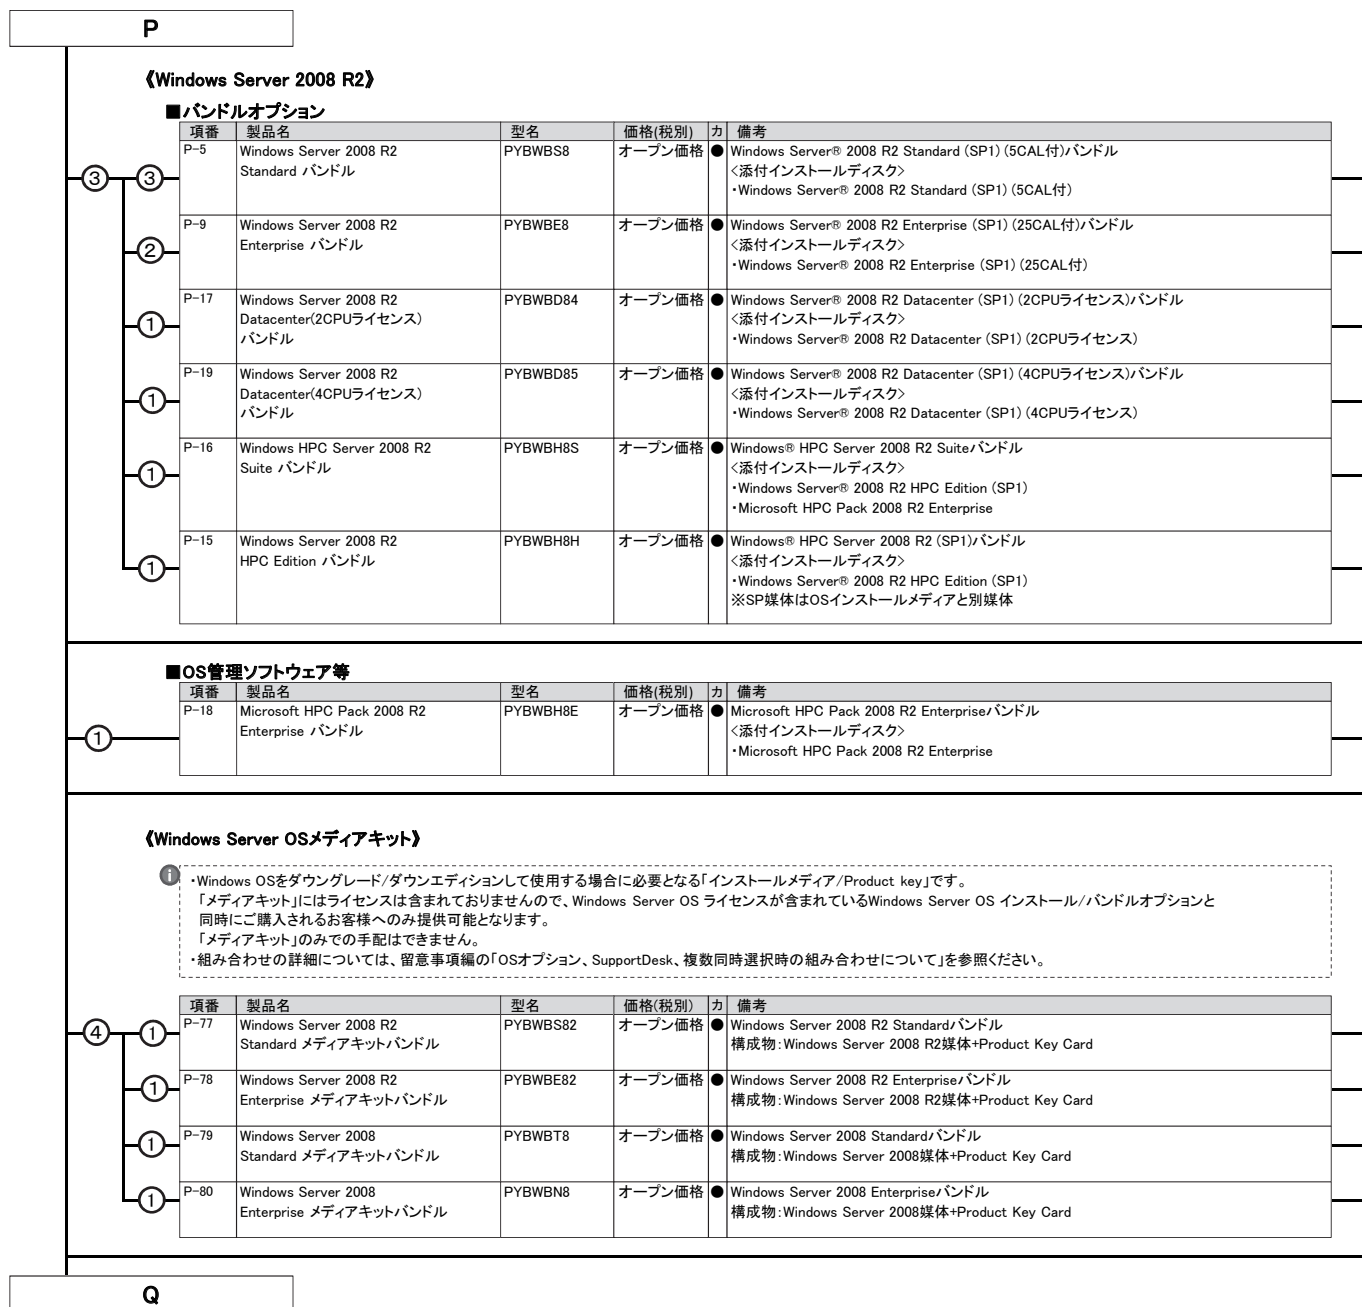 P
《Windows Server 2008 R2》
■バンドルオプション
項番 製品名 型名 価格(税別) カ 備考
③ ③ P-5 Windows Server 2008 R2 PYBWBS8 オープン価格 ● Windows Server® 2008 R2 Standard (SP1) (5CAL付)バンドル
Standard バンドル <添付インストールディスク>
・Windows Server® 2008 R2 Standard (SP1) (5CAL付)
② P-9 Windows Server 2008 R2 PYBWBE8 オープン価格 ● Windows Server® 2008 R2 Enterprise (SP1) (25CAL付)バンドル
Enterprise バンドル <添付インストールディスク>
・Windows Server® 2008 R2 Enterprise (SP1) (25CAL付)
① P-17 Windows Server 2008 R2 PYBWBD84 オープン価格 ● Windows Server® 2008 R2 Datacenter (SP1) (2CPUライセンス)バンドル
Datacenter(2CPUライセンス) <添付インストールディスク>
バンドル ・Windows Server® 2008 R2 Datacenter (SP1) (2CPUライセンス)
① P-19 Windows Server 2008 R2 PYBWBD85 オープン価格 ● Windows Server® 2008 R2 Datacenter (SP1) (4CPUライセンス)バンドル
Datacenter(4CPUライセンス) <添付インストールディスク>
バンドル ・Windows Server® 2008 R2 Datacenter (SP1) (4CPUライセンス)
① P-16 Windows HPC Server 2008 R2 PYBWBH8S オープン価格 ● Windows® HPC Server 2008 R2 Suiteバンドル
Suite バンドル <添付インストールディスク>
・Windows Server® 2008 R2 HPC Edition (SP1)
・Microsoft HPC Pack 2008 R2 Enterprise
① P-15 Windows Server 2008 R2 PYBWBH8H オープン価格 ● Windows® HPC Server 2008 R2 (SP1)バンドル
HPC Edition バンドル <添付インストールディスク>
・Windows Server® 2008 R2 HPC Edition (SP1)
※SP媒体はOSインストールメディアと別媒体
■OS管理ソフトウェア等
項番 製品名 型名 価格(税別) カ 備考
① P-18 Microsoft HPC Pack 2008 R2 PYBWBH8E オープン価格 ● Microsoft HPC Pack 2008 R2 Enterpriseバンドル
Enterprise バンドル <添付インストールディスク>
・Microsoft HPC Pack 2008 R2 Enterprise
《Windows Server OSメディアキット》
i ・Windows OSをダウングレード/ダウンエディションして使用する場合に必要となる「インストールメディア/Product key」です。
「メディアキット」にはライセンスは含まれておりませんので、Windows Server OS ライセンスが含まれているWindows Server OS インストール/バンドルオプションと
同時にご購入されるお客様へのみ提供可能となります。
「メディアキット」のみでの手配はできません。
・組み合わせの詳細については、留意事項編の「OSオプション、SupportDesk、複数同時選択時の組み合わせについて」を参照ください。
項番 製品名 型名 価格(税別) カ 備考
④ ① P-77 Windows Server 2008 R2 PYBWBS82 オープン価格 ● Windows Server 2008 R2 Standardバンドル
Standard メディアキットバンドル 構成物:Windows Server 2008 R2媒体+Product Key Card
① P-78 Windows Server 2008 R2 PYBWBE82 オープン価格 ● Windows Server 2008 R2 Enterpriseバンドル
Enterprise メディアキットバンドル 構成物:Windows Server 2008 R2媒体+Product Key Card
① P-79 Windows Server 2008 PYBWBT8 オープン価格 ● Windows Server 2008 Standardバンドル
Standard メディアキットバンドル 構成物:Windows Server 2008媒体+Product Key Card
① P-80 Windows Server 2008 PYBWBN8 オープン価格 ● Windows Server 2008 Enterpriseバンドル
Enterprise メディアキットバンドル 構成物:Windows Server 2008媒体+Product Key Card
Q